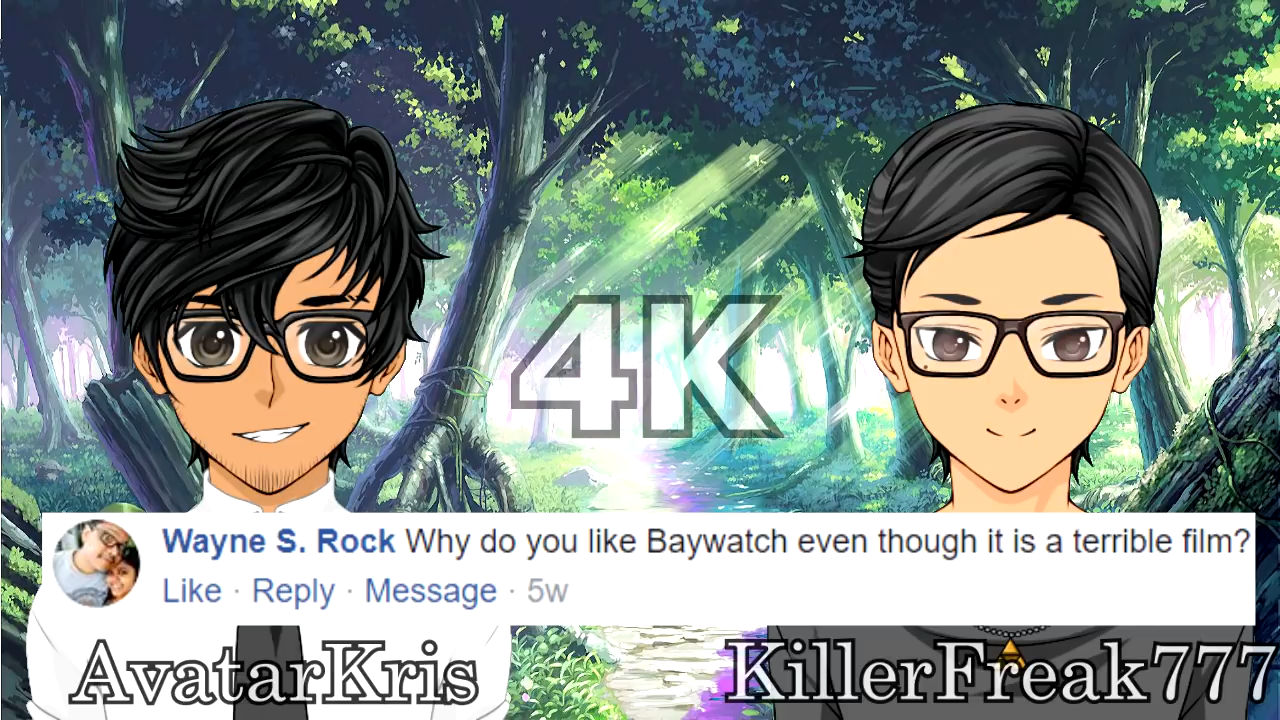 4K
Wayne S. Rock Why do you like Baywatch even though it is a terrible film?
Like · Reply · Message · 5w
AvatarKris KillerFreak777